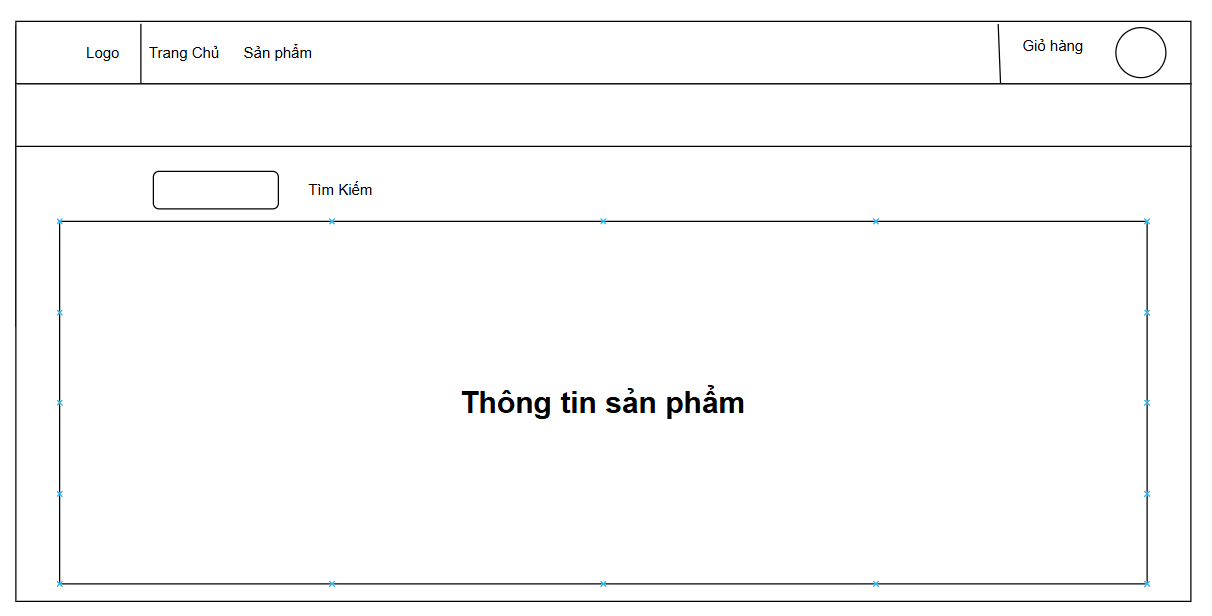 Logo
Trang Chủ
Sản phẩm
Giỏ hàng
Tìm Kiếm
Thông tin sản phẩm